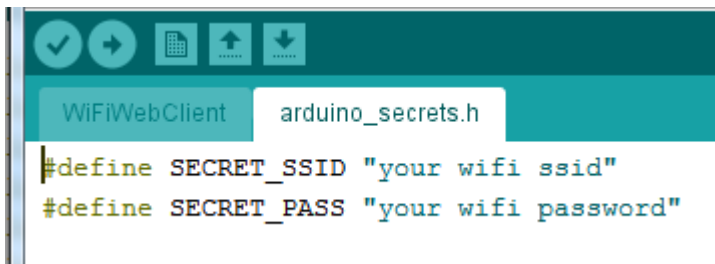 WiFiWebClient
arduino_secrets.h
#define SECRET_SSID "your wifi ssid"
#define SECRET_PASS "your wifi password"